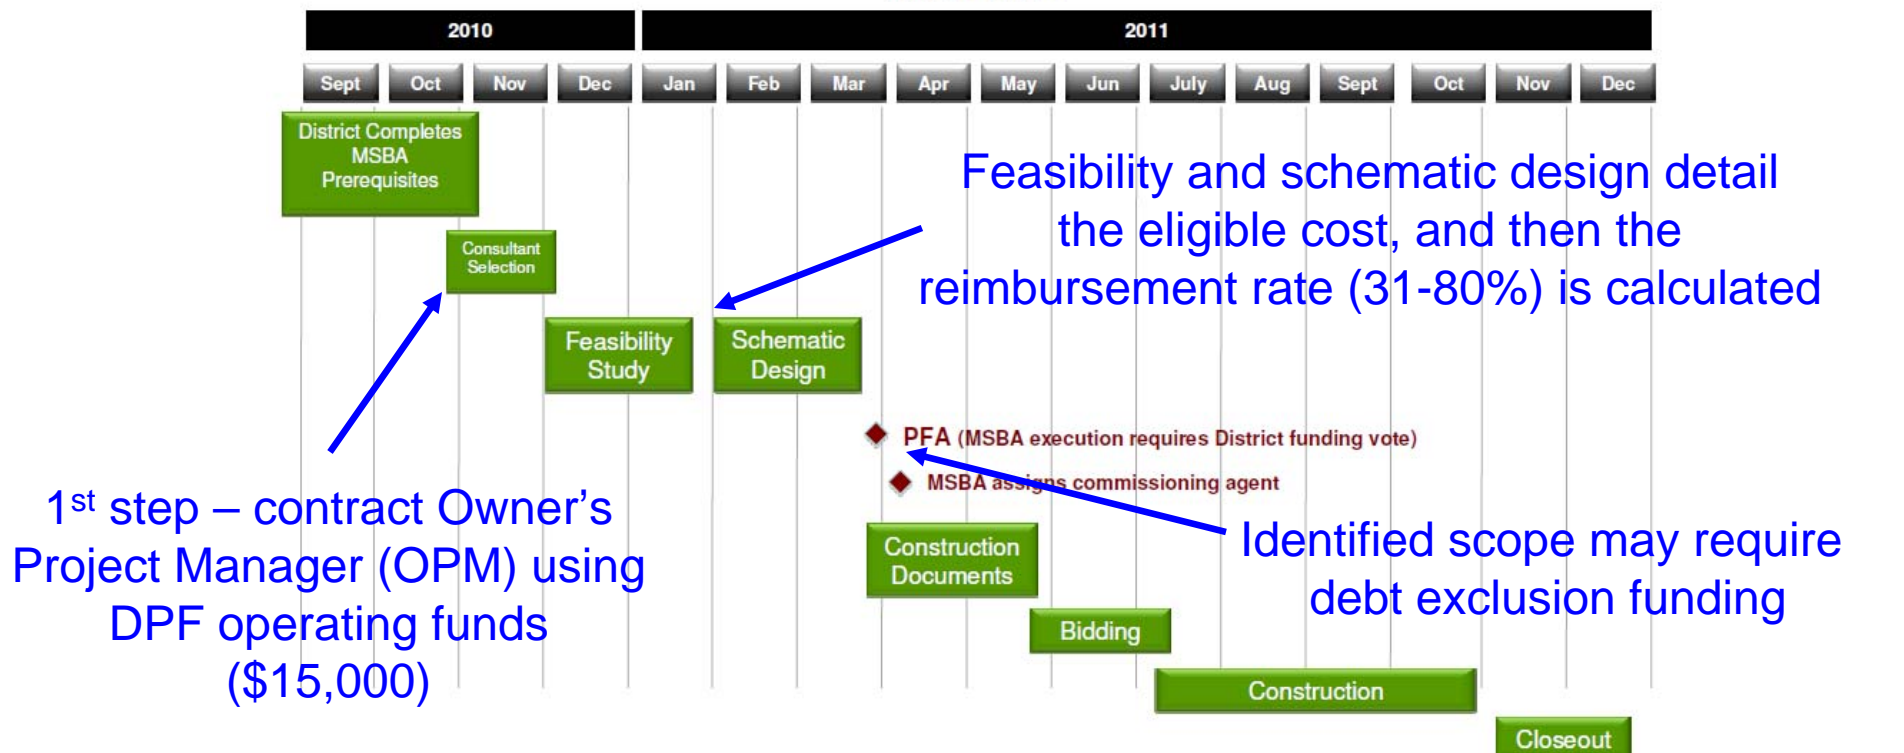 2010
2011
Sept Oct Nov Dec Jan Feb Mar Apr May Jun July Aug Sept Oct Nov Dec
District Completes
MSBA
Prerequisites
Feasibility and schematic design detail
the eligible cost, and then the
reimbursement rate (31-80%) is calculated
Consultant
Selection
Feasibility
Study
Schematic
Design
PFA (MSBA execution requires District funding vote)
MSBA assigns commissioning agent
1st step – contract Owner’s
Project Manager (OPM) using
DPF operating funds
($15,000)
Construction
Documents
Identified scope may require
debt exclusion funding
Bidding
Construction
Closeout